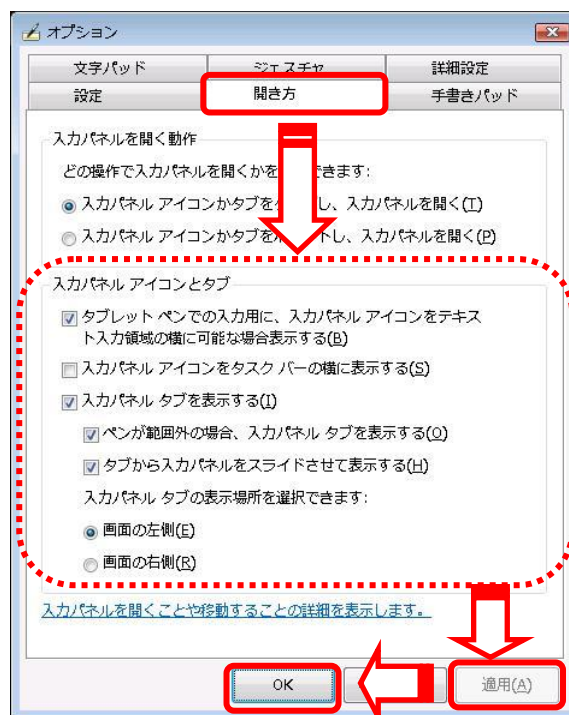 オプション
文字パッド ジェスチャ 詳細設定
設定 開き方 手書きパッド
入力パネルを開く動作
どの操作で入力パネルを開くかを できます:
入力パネル アイコンかタブを し、入力パネルを開く(T)
入力パネル アイコンかタブを トし、入力パネルを開く(P)
入力パネル アイコンとタブ
タブレット ペンでの入力用に、入力パネル アイコンをテキス
ト入力領域の横に可能な場合表示する(B)
入力パネル アイコンをタスク バーの横に表示する(S)
入力パネル タブを表示する(I)
ペンが範囲外の場合、入力パネル タブを表示する(O)
タブから入力パネルをスライドさせて表示する(H)
入力パネル タブの表示場所を選択できます:
画面の左側(E)
画面の右側(R)
入力パネルを開くことや移動することの詳細を表示します。
OK 適用(A)